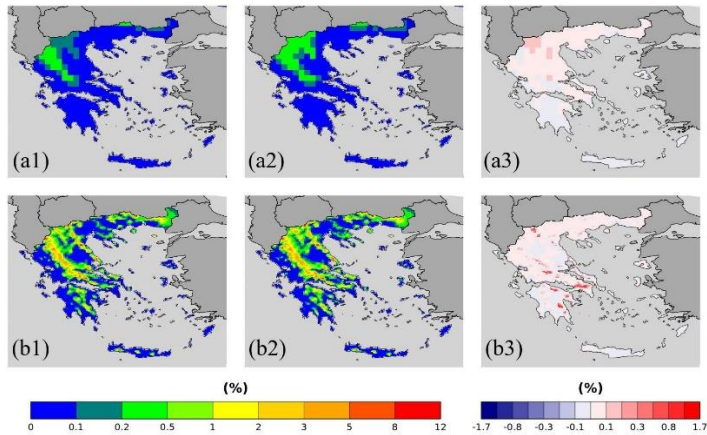 (a1) (a2) (a3)
(b1) (b2) (b3)
(%) (%)
0 0.1 0.2 0.5 1 2 3 5 8 12 -1.7 -0.8 -0.3 -0.1 0.1 0.3 0.8 1.7